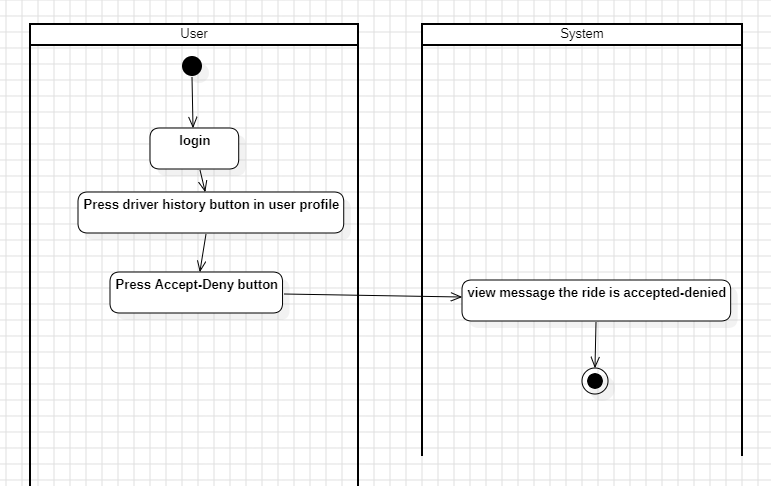 User
System
login
Press driver history button in user profile
Press Accept-Deny button
view message the ride is accepted-denied